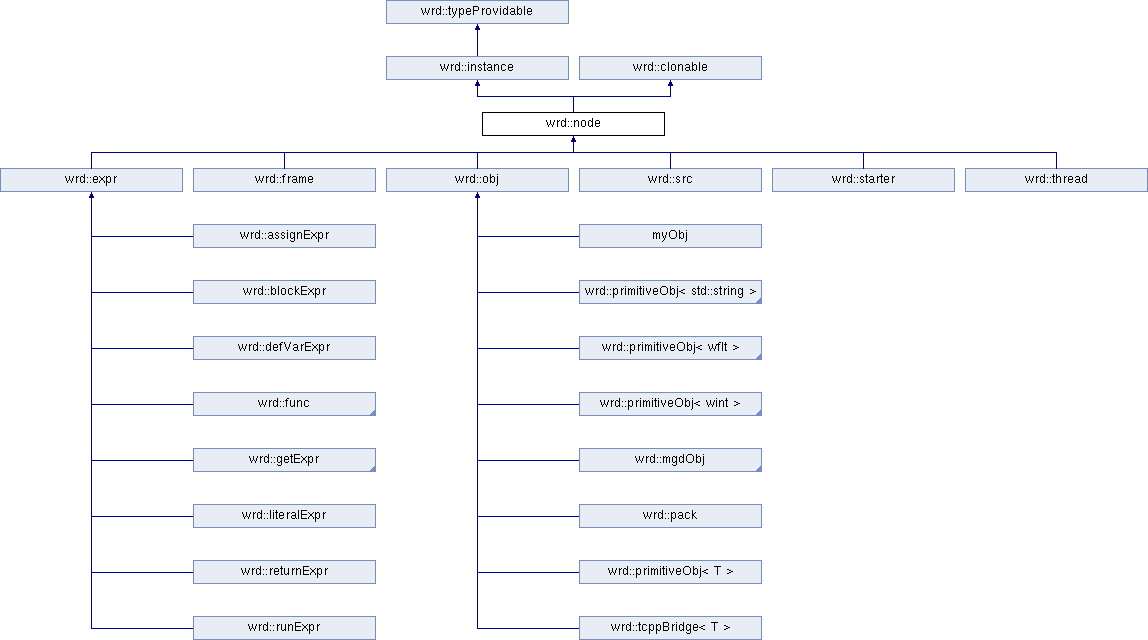 wrd::typeProvidable
wrd::instance
wrd::clonable
wrd::node
wrd::expr
wrd::frame
wrd::obj
wrd::src
wrd::starter
wrd::thread
wrd::assignExpr
myObj
wrd::blockExpr
wrd::primitiveObj< std::string >
wrd::defVarExpr
wrd::primitiveObj< wflt >
wrd::func
wrd::primitiveObj< wint >
wrd::getExpr
wrd::mgdObj
wrd::literalExpr
wrd::pack
wrd::returnExpr
wrd::primitiveObj< T >
wrd::runExpr
wrd::tcppBridge< T >